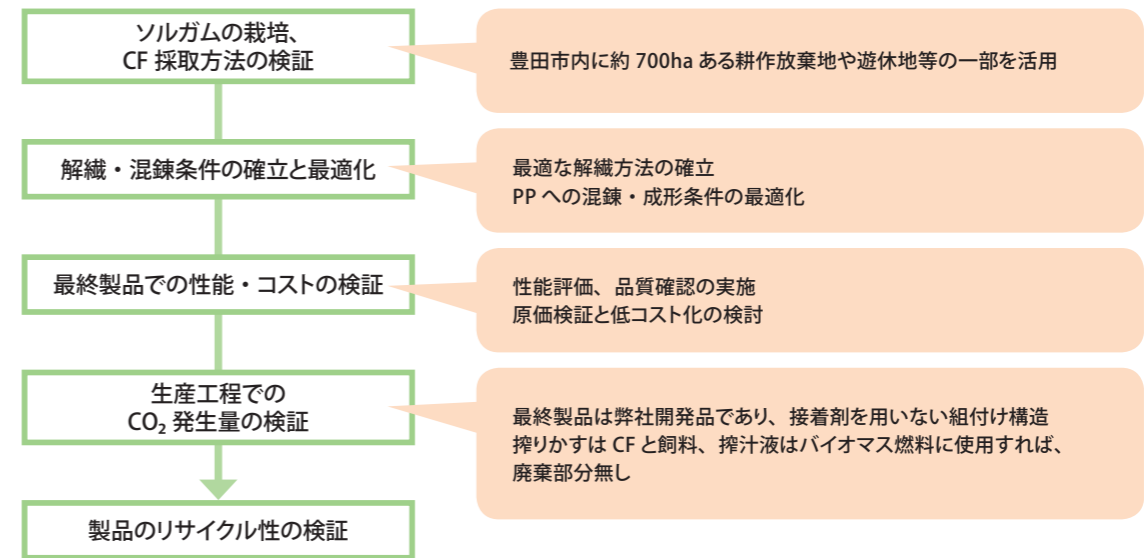 ソルガムの栽培、
CF 採取方法の検証
豊田市内に約 700ha ある耕作放棄地や遊休地等の一部を活用
解繊・混錬条件の確立と最適化
最適な解繊方法の確立
PP への混錬・成形条件の最適化
最終製品での性能・コストの検証
性能評価、品質確認の実施
原価検証と低コスト化の検討
生産工程での
CO₂ 発生量の検証
最終製品は弊社開発品であり、接着剤を用いない組付け構造
搾りかすは CF と飼料、搾汁液はバイオマス燃料に使用すれば、
廃棄部分無し
製品のリサイクル性の検証